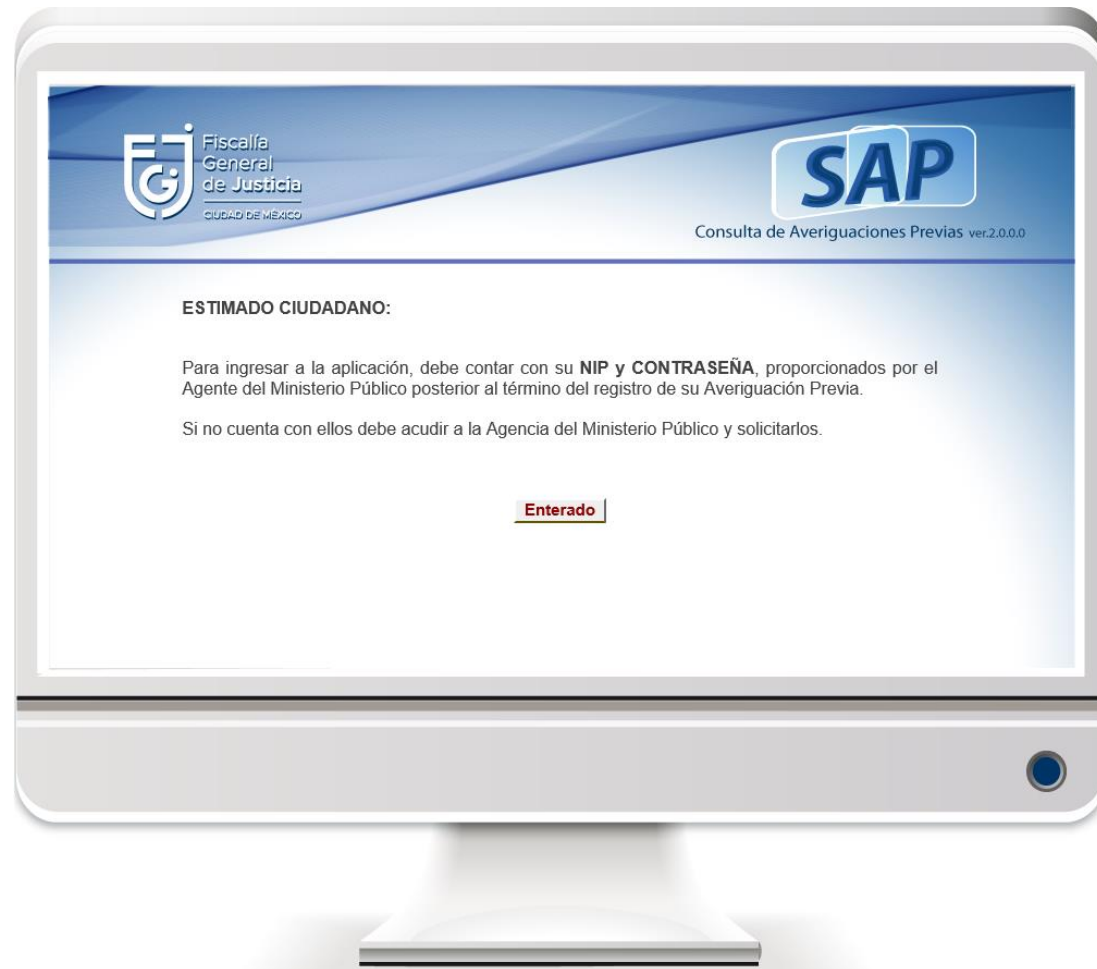 Fiscalía
General
de Justicia
CIUDAD DE MÉXICO
SAP
Consulta de Averiguaciones Previas ver.2.0.0.0
ESTIMADO CIUDADANO:
Para ingresar a la aplicación, debe contar con su NIP y CONTRASEÑA, proporcionados por el
Agente del Ministerio Público posterior al término del registro de su Averiguación Previa.
Si no cuenta con ellos debe acudir a la Agencia del Ministerio Público y solicitarlos.
Enterado